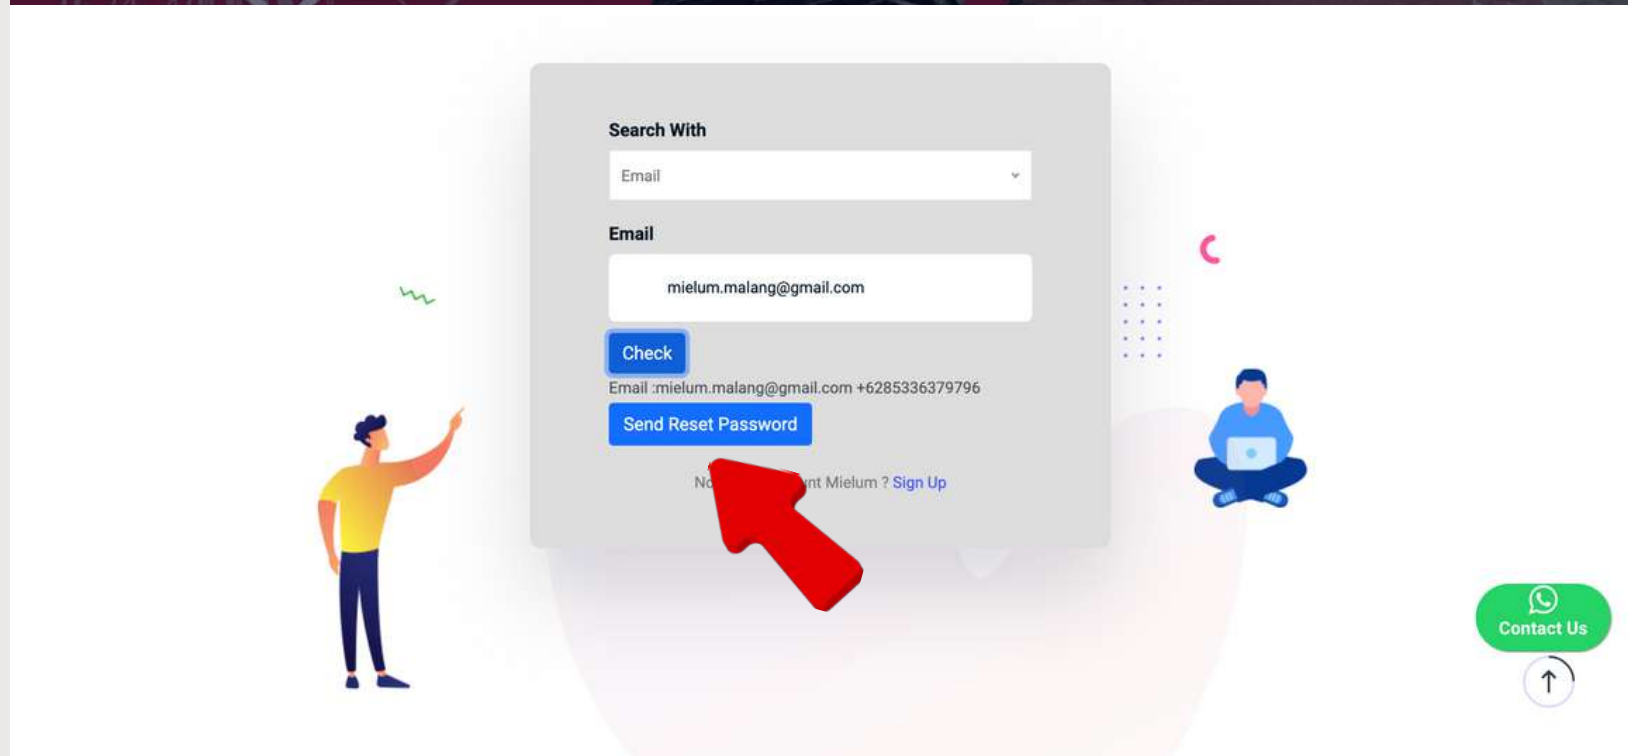 Search With
Email
Email
mielum.malang@gmail.com
Check
Email :mielum.malang@gmail.com +6285336379796
Send Reset Password
Mielum ? Sign Up
Contact Us